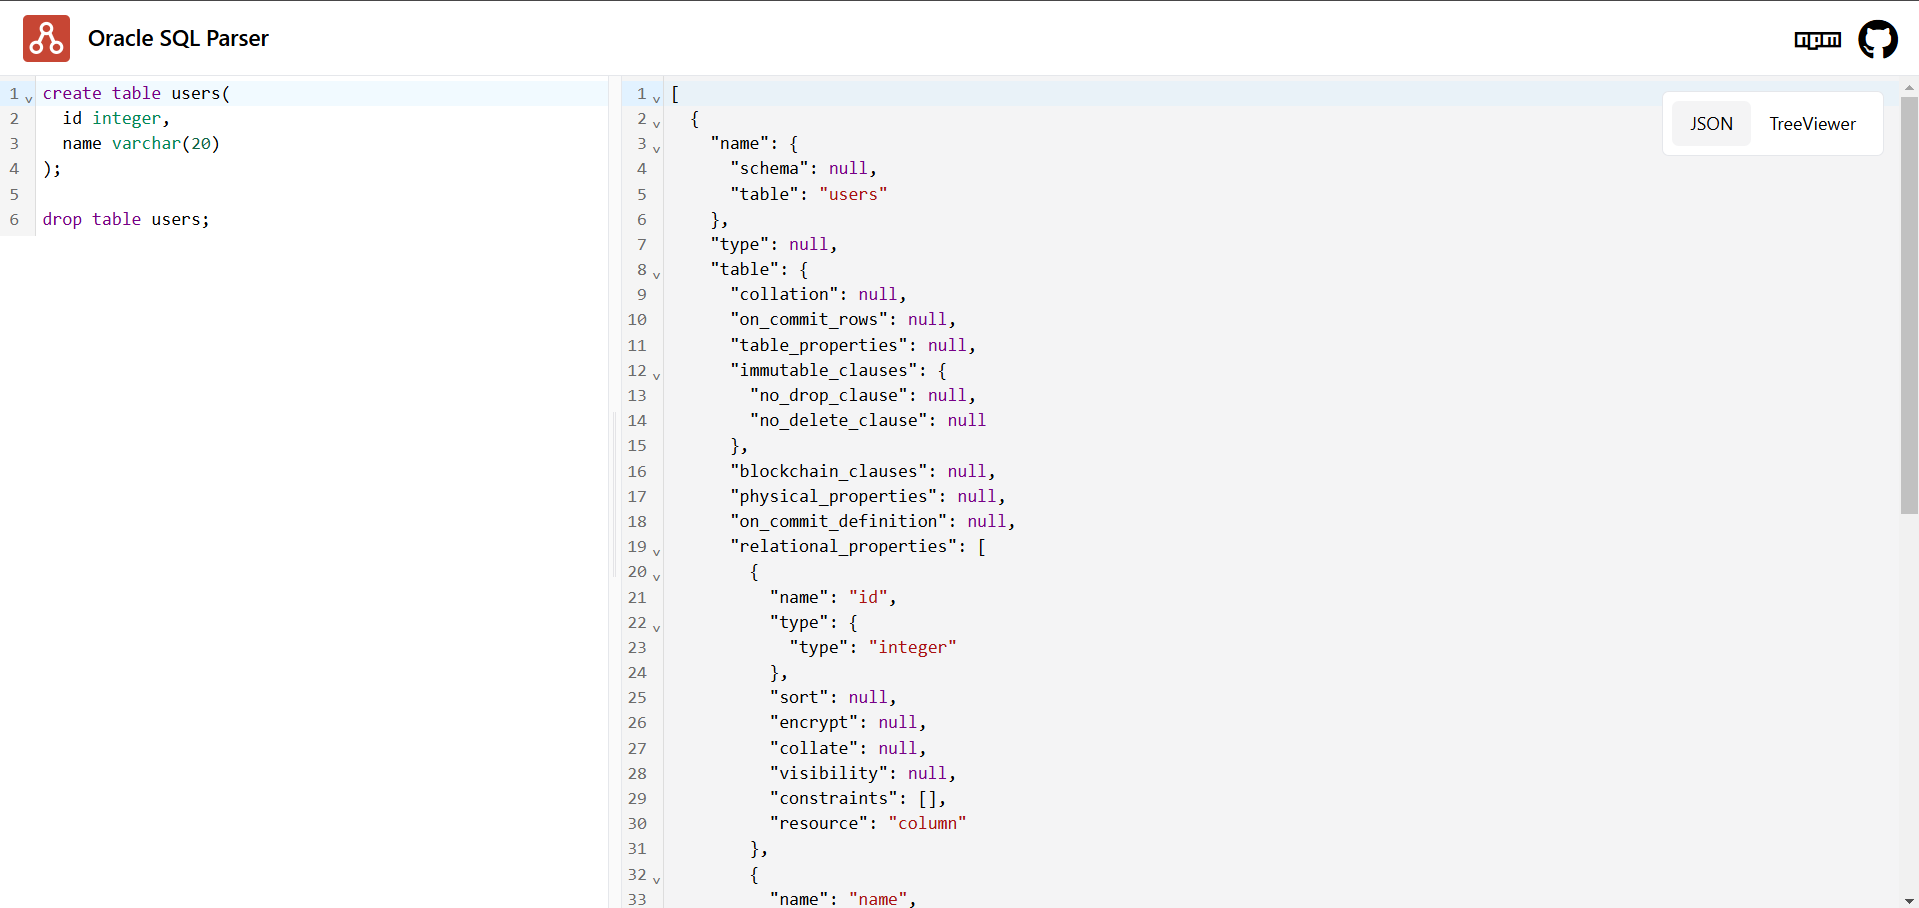 Oracle SQL Parser
npm
1 create table users(
2   id integer,
3   name varchar(20)
4 );
5
6 drop table users;
JSON TreeViewer
1 [
2   {
3     "name": {
4       "schema": null,
5       "table": "users"
6     },
7     "type": null,
8     "table": {
9       "collation": null,
10       "on_commit_rows": null,
11       "table_properties": null,
12       "immutable_clauses": {
13         "no_drop_clause": null,
14         "no_delete_clause": null
15       },
16       "blockchain_clauses": null,
17       "physical_properties": null,
18       "on_commit_definition": null,
19       "relational_properties": [
20         {
21           "name": "id",
22           "type": {
23             "type": "integer"
24           },
25           "sort": null,
26           "encrypt": null,
27           "collate": null,
28           "visibility": null,
29           "constraints": [],
30           "resource": "column"
31         },
32         {
33           "name": "name",